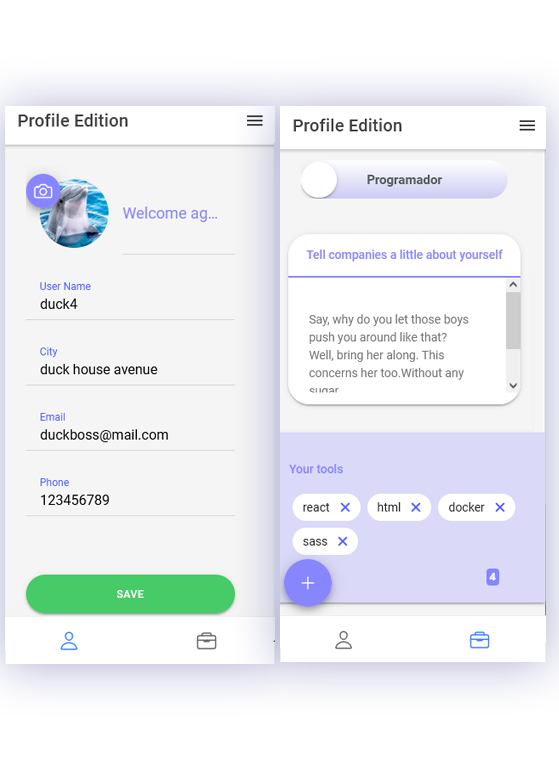 Profile Edition
Welcome ag...
User Name
duck4
City
duck house avenue
Email
duckboss@mail.com
Phone
123456789
SAVE
Profile Edition
Programador
Tell companies a little about yourself
Say, why do you let those boys
push you around like that?
Well, bring her along. This
concerns her too.Without any
sugar
Your tools
react
html
docker
sass
4